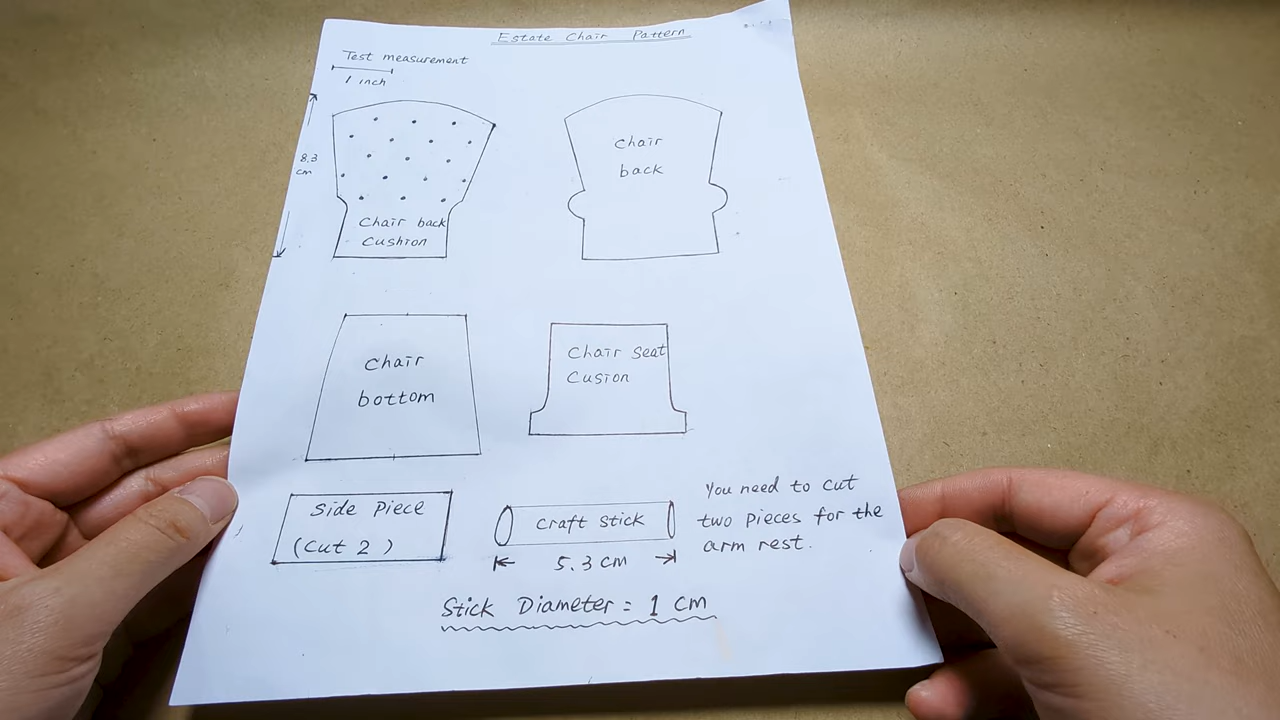 Estate Chair Pattern
Test measurement
1 inch
8.3
cm
Chair back
Cushion
Chair
back
Chair
bottom
Chair Seat
Cusion
Side Piece
(Cut 2)
Craft Stick
5.3 cm
You need to cut
two pieces for the
arm rest.
Stick Diameter = 1 cm